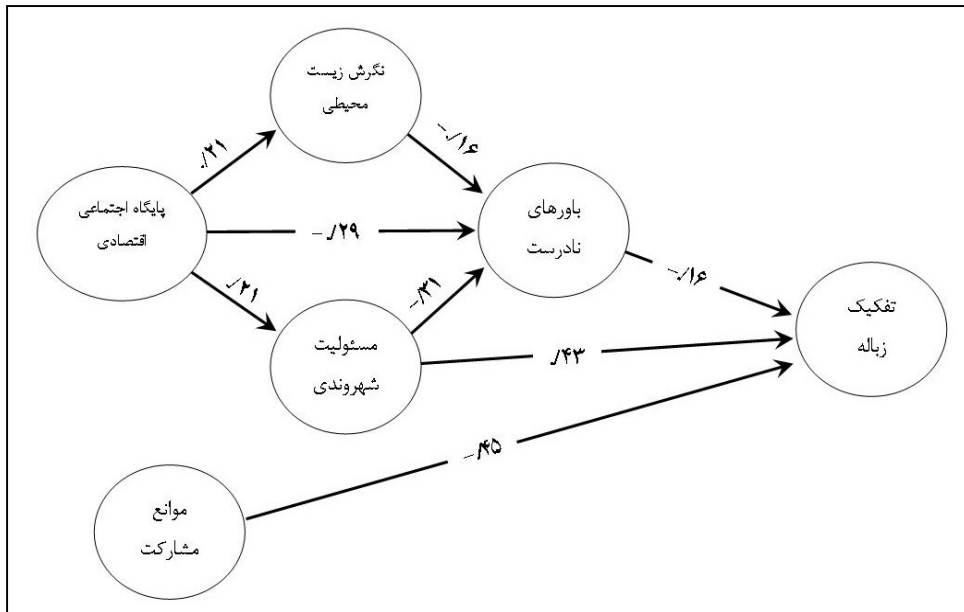 نگرش زیست
محیطی
۰/۲۱
-۰/۱۶
پایگاه اجتماعی
اقتصادی
-۰/۲۹
باورهای
نادرست
۰/۲۱
-۰/۳۱
-۰/۱۶
تفکیک
زباله
مسئولیت
شهروندی
۰/۴۳
-۰/۴۵
موانع
مشارکت